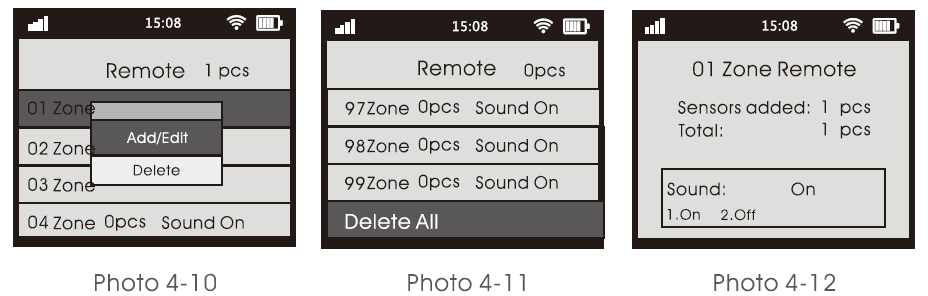 15:08
Remote 1 pcs
01 Zone
Add/Edit
02 Zone
Delete
03 Zone
04 Zone 0pcs Sound On
Photo 4-10
15:08
Remote 0pcs
97Zone 0pcs Sound On
98Zone 0pcs Sound On
99Zone 0pcs Sound On
Delete All
Photo 4-11
15:08
01 Zone Remote
Sensors added: 1 pcs
Total: 1 pcs
Sound: On
1.On 2.Off
Photo 4-12